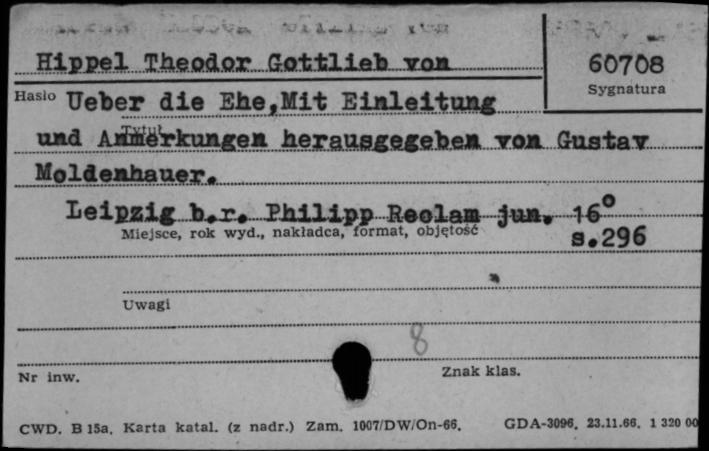 Hippel Theodor Gottlieb von
60708
Sygnatura
Hasło Ueber die Ehe,Mit Einleitung
Tytuł
und Anmerkungen herausgegeben von Gustav
Moldenhauer.
Leipzig b.r. Philipp Reclam jun. 16°
Miejsce, rok wyd., nakładca, format, objętość
s.296
Uwagi
8
Nr inw.
Znak klas.
CWD. B 15a. Karta katal. (z nadr.) Zam. 1007/DW/On-66. GDA-3096. 23.11.66. 1 320 00